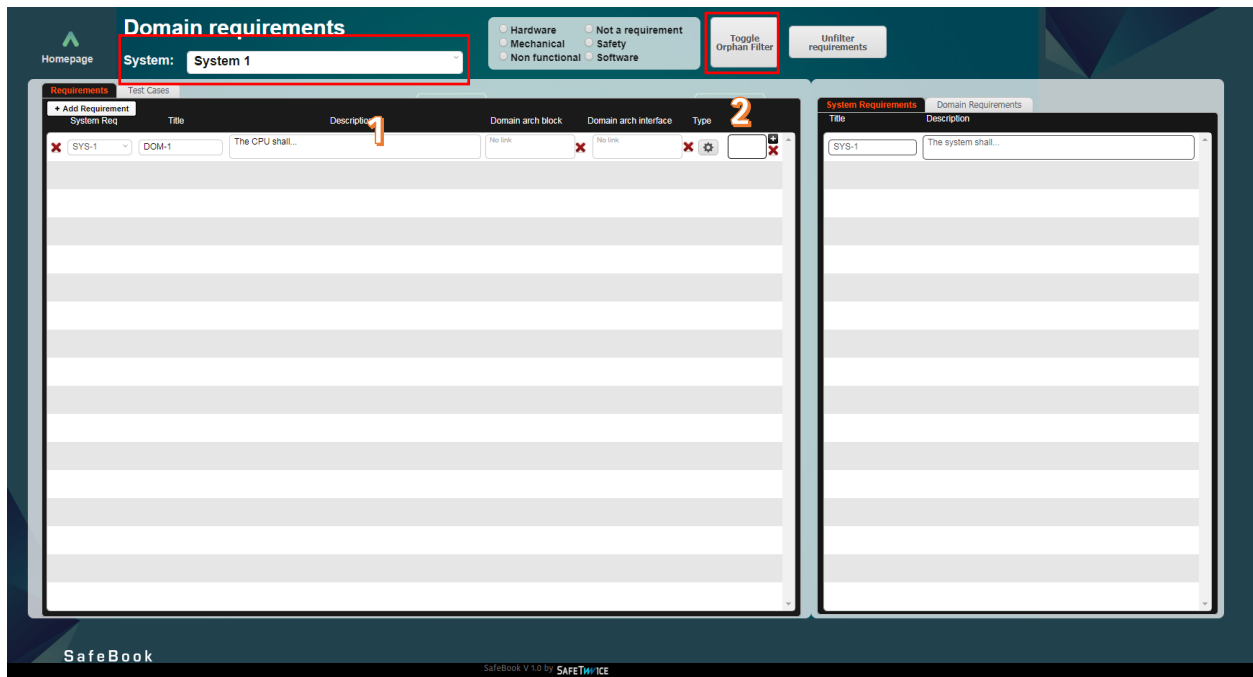 Domain requirements
Homepage
System:
System 1
Hardware
Not a requirement
Mechanical
Safety
Non functional
Software
Toggle
Orphan Filter
Unfilter
requirements
Requirements
Test Cases
+ Add Requirement
System Req
Title
Description
Domain arch block
Domain arch interface
Type
1
2
SYS-1
DOM-1
The CPU shall...
No link
No link
System Requirements
Domain Requirements
Title
Description
SYS-1
The system shall...
SafeBook
SafeBook V 1.0 by SAFETWICE